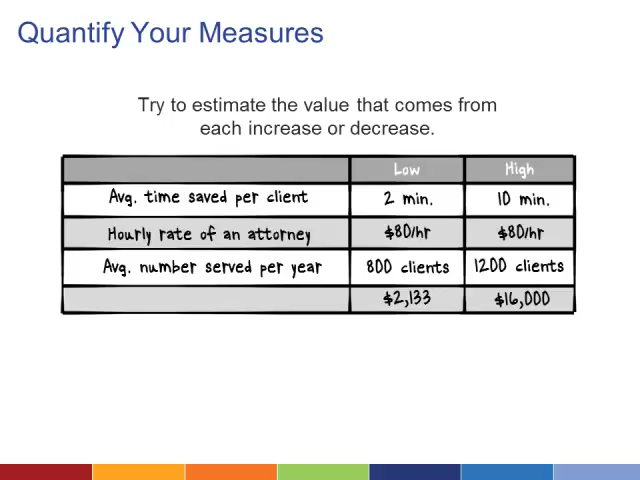 Quantify Your Measures
Try to estimate the value that comes from
each increase or decrease.
Low High
Avg. time saved per client 2 min. 10 min.
Hourly rate of an attorney $80/hr $80/hr
Avg. number served per year 800 clients 1200 clients
$2,133 $16,000